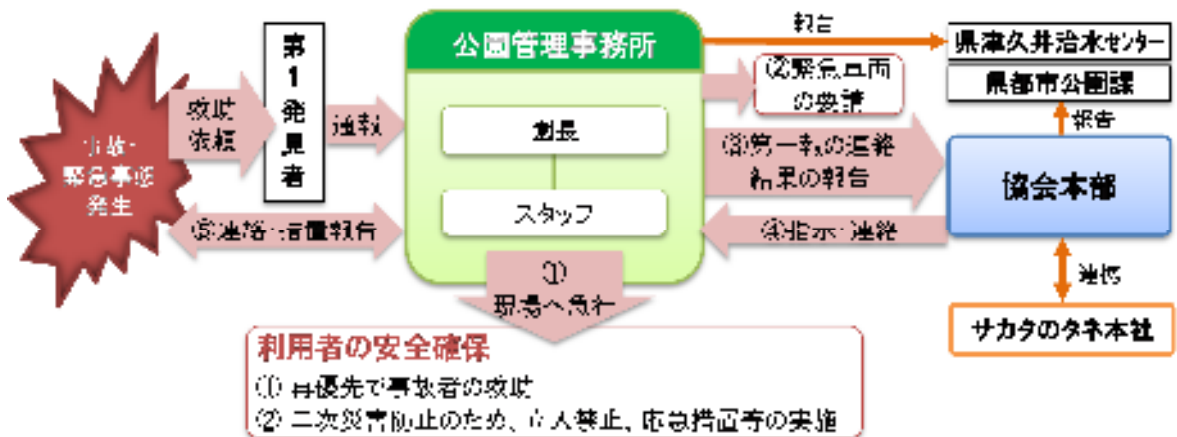 事故・
緊急事態
発生
救助
依頼
第1発見者
通報
公園管理事務所
園長
スタッフ
報告
県津久井治水センター
県都市公園課
②緊急車両
の要請
③第一報の連絡
結果の報告
報告
協会本部
④指示・連絡
⑤連絡・措置報告
①
現場へ急行
連携
サカタのタネ本社
利用者の安全確保
① 再優先で事故者の救助
② 二次災害防止のため、立入禁止、応急措置等の実施